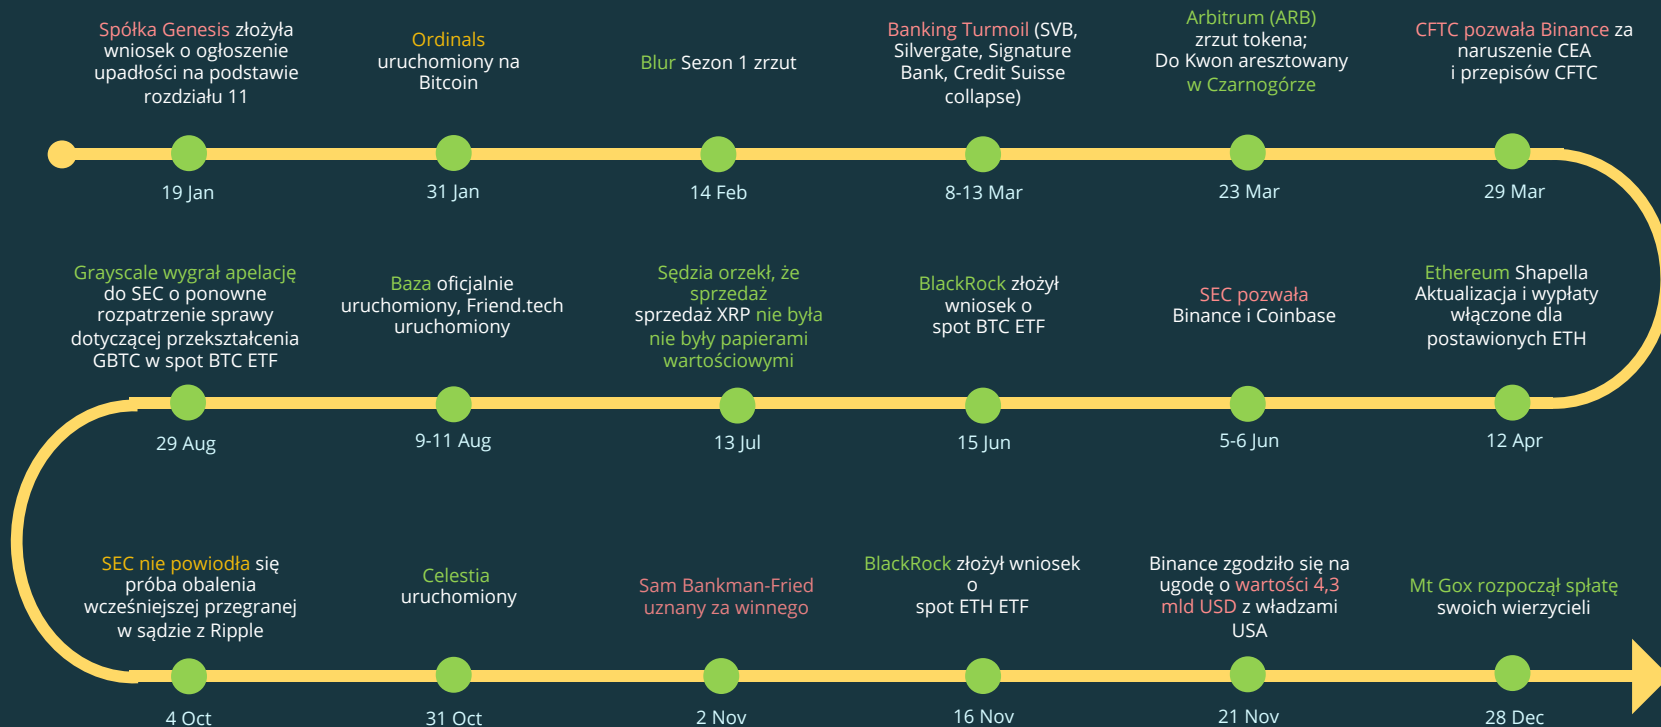 Spółka Genesis złożyła
wniosek o ogłoszenie
upadłości na podstawie
rozdziału 11
19 Jan
Ordinals
uruchomiony na
Bitcoin
31 Jan
Blur Sezon 1 zrzut
14 Feb
Banking Turmoil (SVB,
Silvergate, Signature
Bank, Credit Suisse
collapse)
8-13 Mar
Arbitrum (ARB)
zrzut tokena;
Do Kwon aresztowany
w Czarnogórze
23 Mar
CFTC pozwała Binance za
naruszenie CEA
i przepisów CFTC
29 Mar
Ethereum Shapella
Aktualizacja i wypłaty
włączone dla
postawionych ETH
12 Apr
SEC pozwała
Binance i Coinbase
5-6 Jun
BlackRock złożył
wniosek o
spot BTC ETF
15 Jun
Sędzia orzekł, że
sprzedaż
sprzedaż XRP nie była
nie były papierami
wartościowymi
13 Jul
Baza oficjalnie
uruchomiony, Friend.tech
uruchomiony
9-11 Aug
Grayscale wygrał apelację
do SEC o ponowne
rozpatrzenie sprawy
dotyczącej przekształcenia
GBTC w spot BTC ETF
29 Aug
SEC nie powiodła się
próba obalenia
wcześniejszej przegranej
w sądzie z Ripple
4 Oct
Celestia
uruchomiony
31 Oct
Sam Bankman-Fried
uznany za winnego
2 Nov
BlackRock złożył wniosek
o
spot ETH ETF
16 Nov
Binance zgodziło się na
ugodę o wartości 4,3
mld USD z władzami
USA
21 Nov
Mt Gox rozpoczął spłatę
swoich wierzycieli
28 Dec